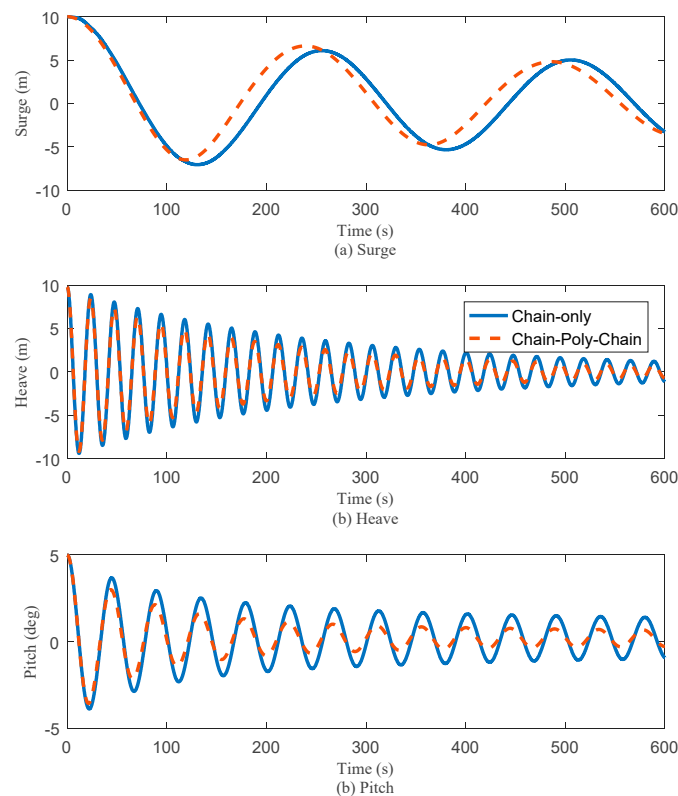 10
5
0
-5
-10
Surge (m)
0 100 200 300 400 500 600
Time (s)
(a) Surge
10
5
0
-5
-10
Heave (m)
Chain-only
Chain-Poly-Chain
0 100 200 300 400 500 600
Time (s)
(b) Heave
5
0
-5
Pitch (deg)
0 100 200 300 400 500 600
Time (s)
(b) Pitch